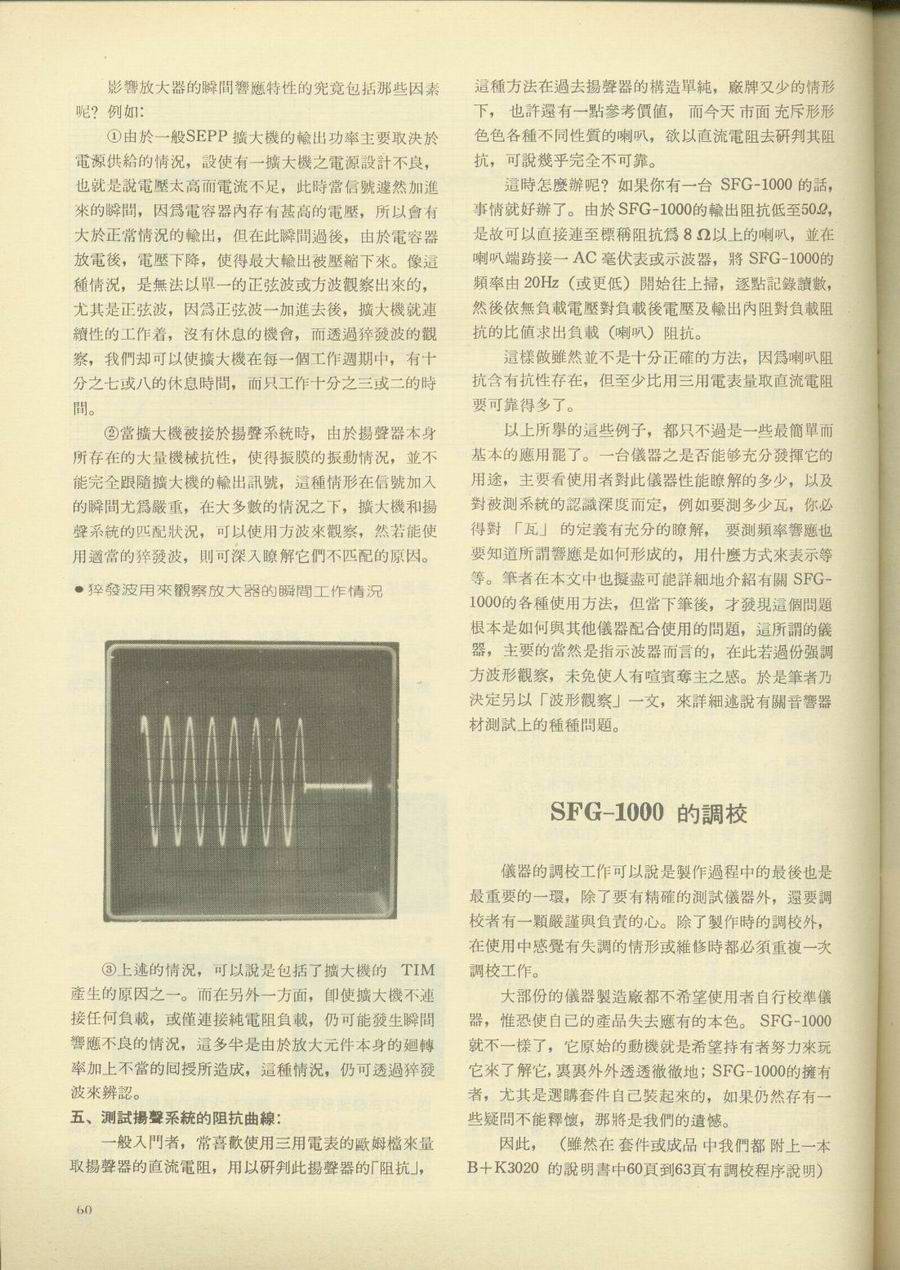 影響放大器的瞬間響應特性的究竟包括那些因素
呢？例如：
①由於一般SEPP 擴大機的輸出功率主要取決於
電源供給的情況，設使有一擴大機之電源設計不良，
也就是說電壓太高而電流不足，此時當信號遽然加進
來的瞬間，因爲電容器內存有甚高的電壓，所以會有
大於正常情況的輸出，但在此瞬間過後，由於電容器
放電後，電壓下降，使得最大輸出被壓縮下來。像這
種情況，是無法以單一的正弦波或方波觀察出來的，
尤其是正弦波，因爲正弦波一加進去後，擴大機就連
續性的工作着，沒有休息的機會，而透過猝發波的觀
察，我們却可以使擴大機在每一個工作週期中，有十
分之七或八的休息時間，而只工作十分之三或二的時
間。
②當擴大機被接於揚聲系統時，由於揚聲器本身
所存在的大量機械抗性，使得振膜的振動情況，並不
能完全跟隨擴大機的輸出訊號，這種情形在信號加入
的瞬間尤爲嚴重，在大多數的情況之下，擴大機和揚
聲系統的匹配狀況，可以使用方波來觀察，然若能使
用適當的猝發波，則可深入瞭解它們不匹配的原因。
●猝發波用來觀察放大器的瞬間工作情況
③上述的情況，可以說是包括了擴大機的 TIM
產生的原因之一。而在另外一方面，卽使擴大機不連
接任何負載，或僅連接純電阻負載，仍可能發生瞬間
響應不良的情況，這多半是由於放大元件本身的廻轉
率加上不當的回授所造成，這種情況，仍可透過猝發
波來辨認。
五、測試揚聲系統的阻抗曲線：
一般入門者，常喜歡使用三用電表的歐姆檔來量
取揚聲器的直流電阻，用以硏判此揚聲器的「阻抗」，
這種方法在過去揚聲器的構造單純，廠牌又少的情形
下，也許還有一點參考價值，而今天市面充斥形形
色色各種不同性質的喇叭，欲以直流電阻去硏判其阻
抗，可說幾乎完全不可靠。
這時怎麼辦呢？如果你有一台 SFG-1000 的話，
事情就好辦了。由於SFG-1000的輸出阻抗低至50Ω，
是故可以直接連至標稱阻抗爲 8 Ω以上的喇叭，並在
喇叭端跨接一 AC 毫伏表或示波器，將 SFG-1000的
頻率由 20Hz（或更低）開始往上掃，逐點記錄讀數，
然後依無負載電壓對負載後電壓及輸出內阻對負載阻
抗的比値求出負載（喇叭）阻抗。
這樣做雖然並不是十分正確的方法，因爲喇叭阻
抗含有抗性存在，但至少比用三用電表量取直流電阻
要可靠得多了。
以上所舉的這些例子，都只不過是一些最簡單而
基本的應用罷了。一台儀器之是否能够充分發揮它的
用途，主要看使用者對此儀器性能瞭解的多少，以及
對被測系統的認識深度而定，例如要測多少瓦，你必
得對「瓦」的定義有充分的瞭解，要測頻率響應也
要知道所謂響應是如何形成的，用什麼方式來表示等
等。筆者在本文中也擬盡可能詳細地介紹有關 SFG-
1000的各種使用方法，但當下筆後，才發現這個問題
根本是如何與其他儀器配合使用的問題，這所謂的儀
器，主要的當然是指示波器而言的，在此若過份强調
方波形觀察，未免使人有喧賓奪主之感。於是筆者乃
決定另以「波形觀察」一文，來詳細述說有關音響器
材測試上的種種問題。
SFG-1000 的調校
儀器的調校工作可以說是製作過程中的最後也是
最重要的一環，除了要有精確的測試儀器外，還要調
校者有一顆嚴謹與負責的心。除了製作時的調校外，
在使用中感覺有失調的情形或維修時都必須重複一次
調校工作。
大部份的儀器製造廠都不希望使用者自行校準儀
器，惟恐使自己的產品失去應有的本色。 SFG-1000
就不一樣了，它原始的動機就是希望持有者努力來玩
它來了解它，裏裏外外透透徹徹地；SFG-1000的擁有
者，尤其是選購套件自己裝起來的，如果仍然存有一
些疑問不能釋懷，那將是我們的遺憾。
因此，（雖然在套件或成品中我們都附上一本
B+K3020 的說明書中60頁到63頁有調校程序說明）
60